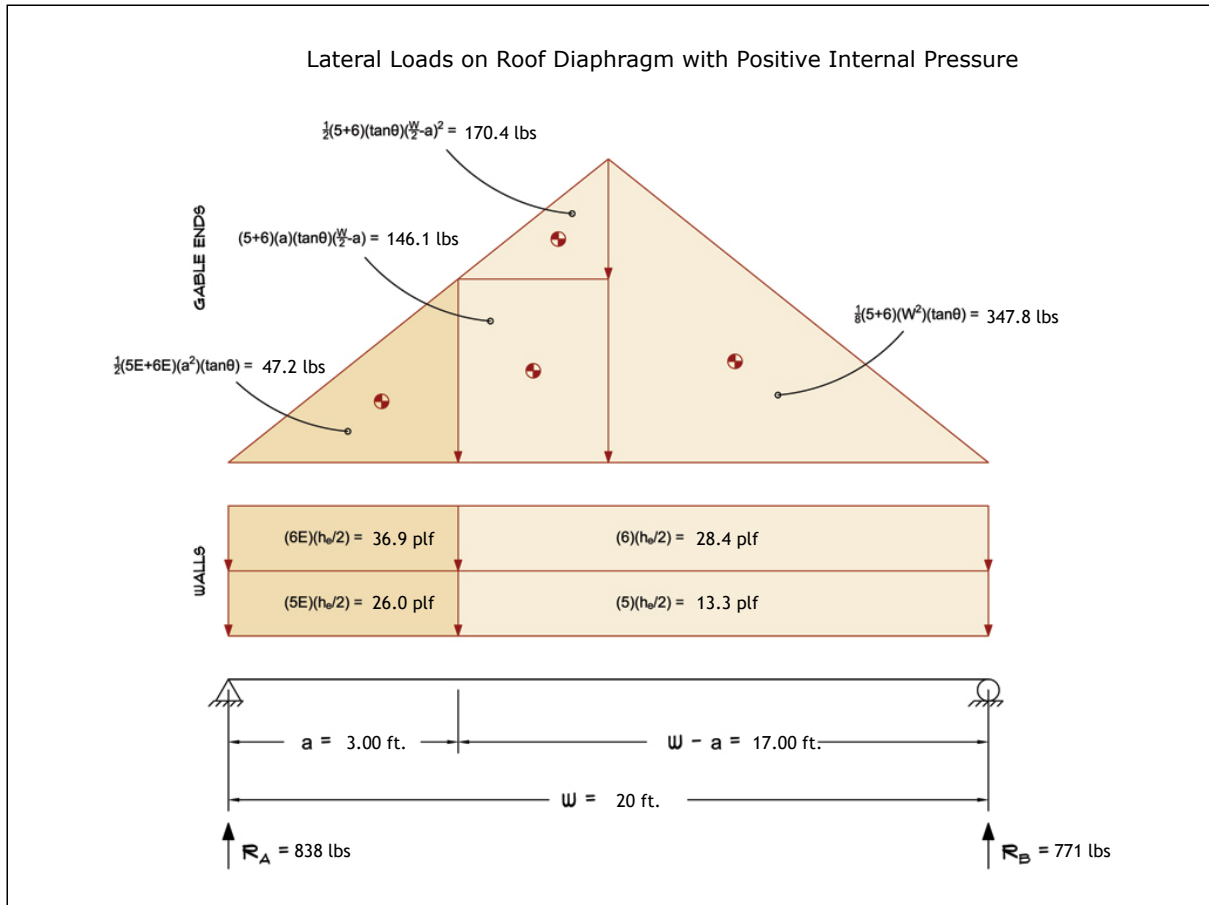 Lateral Loads on Roof Diaphragm with Positive Internal Pressure
½(5+6)(tanθ)(W/2-a)² = 170.4 lbs
GABLE ENDS
(5+6)(a)(tanθ)(W/2-a) = 146.1 lbs
⅛(5+6)(W²)(tanθ) = 347.8 lbs
½(5E+6E)(a²)(tanθ) = 47.2 lbs
WALLS
(6E)(hₑ/2) = 36.9 plf
(6)(hₑ/2) = 28.4 plf
(5E)(hₑ/2) = 26.0 plf
(5)(hₑ/2) = 13.3 plf
a = 3.00 ft.
W - a = 17.00 ft.
W = 20 ft.
R_A = 838 lbs
R_B = 771 lbs